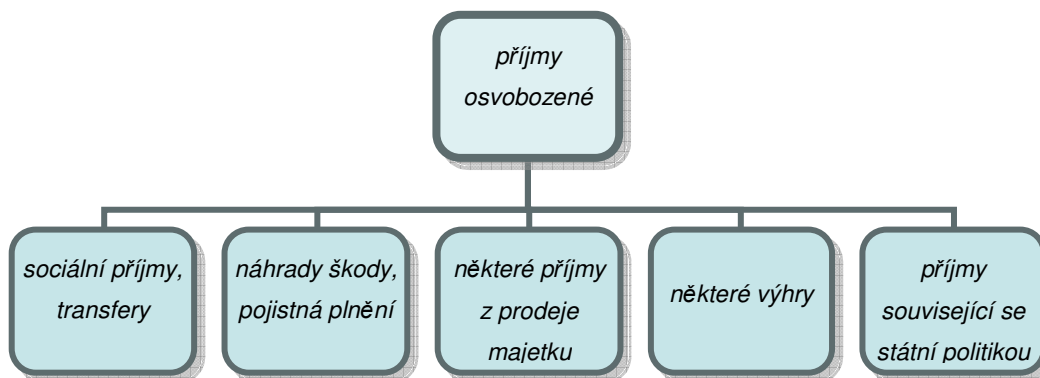 příjmy
osvobozené
sociální příjmy,
transfery
náhrady škody,
pojistná plnění
některé příjmy
z prodeje
majetku
některé výhry
příjmy
související se
státní politikou